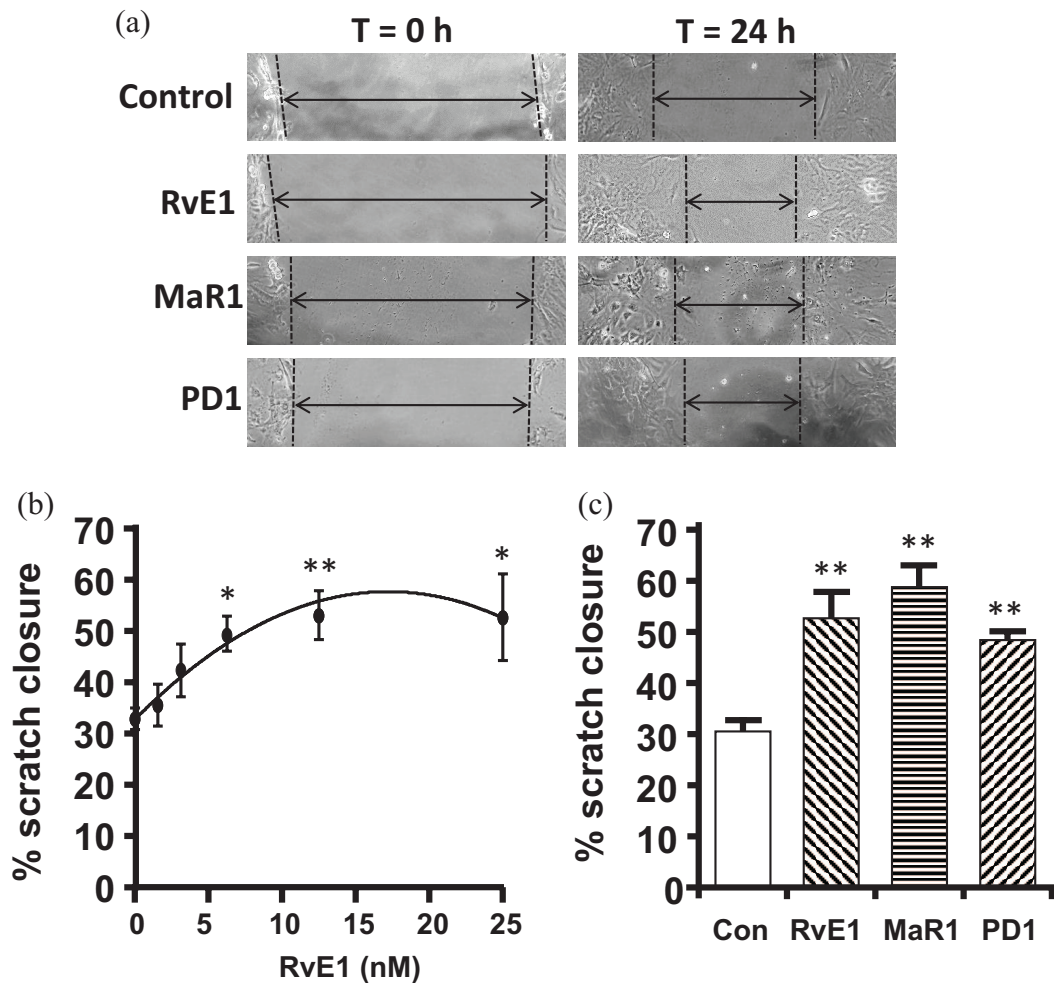 (a)
T = 0 h
T = 24 h
Control
RvE1
MaR1
PD1
(b)
% scratch closure
70
60
50
40
30
20
10
0
*
**
*
0 5 10 15 20 25
RvE1 (nM)
(c)
% scratch closure
70
60
50
40
30
20
10
0
**
**
**
Con RvE1 MaR1 PD1